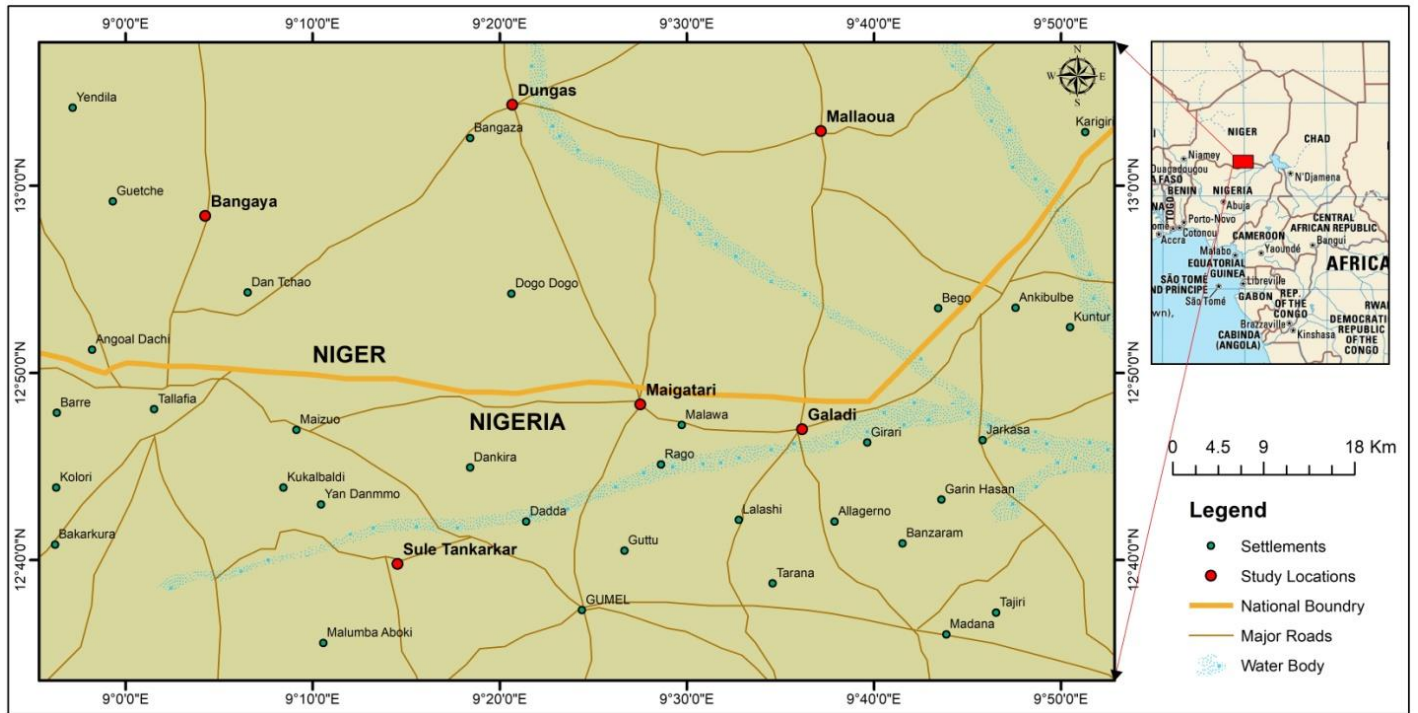 9°0'0"E 9°10'0"E 9°20'0"E 9°30'0"E 9°40'0"E 9°50'0"E
13°0'0"N
12°50'0"N
12°40'0"N
N
W E
S
Yendila
Dungas
Bangaza
Mallaoua
Karigiri
Guetche
Bangaya
Dan Tchao
Dogo Dogo
Bego
Ankibulbe
Kuntur
Angoal Dachi
NIGER
Maigatari
Barre
Tallafia
Maizuo
NIGERIA
Malawa
Galadi
Girari
Jarkasa
Dankira
Rago
Kolori
Kukalbaldi
Yan Danmmo
Garin Hasan
Dadda
Lalashi
Allagerno
Bakarkura
Sule Tankarkar
Guttu
Banzaram
Tarana
GUMEL
Tajiri
Madana
Malumba Aboki
13°0'0"N
12°50'0"N
12°40'0"N
9°0'0"E 9°10'0"E 9°20'0"E 9°30'0"E 9°40'0"E 9°50'0"E
NIGER
CHAD
Niamey
Ouagadougou
N'Djamena
A FASO
BENIN
NIGERIA
TOGO
Abuja
Porto-Novo
Cotonou
Accra
CENTRAL
AFRICAN REPUBLIC
CAMEROON
Bangui
Malabo
Yaoundé
EQUATORIAL
GUINEA
AFRICA
SÃO TOMÉ
ND PRÍNCIPE
São Tomé
Libreville
GABON
REP.
OF THE
CONGO
RWA
Brazzaville
Kinshasa
DEMOCRATI
REPUBLIC
OF THE
CONGO
CABINDA
(ANGOLA)
0 4.5 9 18 Km
Legend
Settlements
Study Locations
National Boundry
Major Roads
Water Body